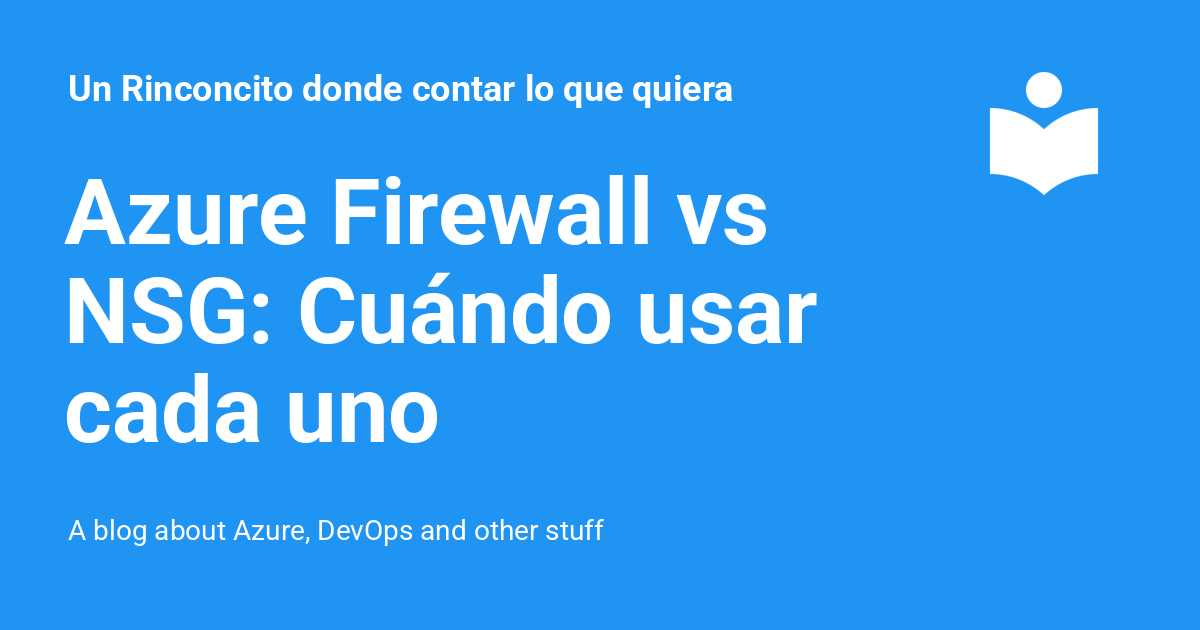 Un Rinconcito donde contar lo que quiera
Azure Firewall vs
NSG: Cuándo usar
cada uno
A blog about Azure, DevOps and other stuff